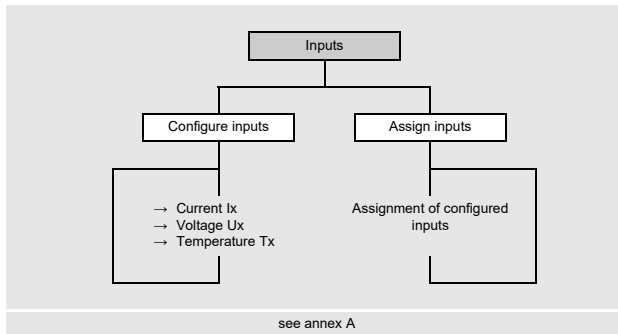 Inputs
Configure inputs
Assign inputs
→ Current Ix
→ Voltage Ux
→ Temperature Tx
Assignment of configured
inputs
see annex A